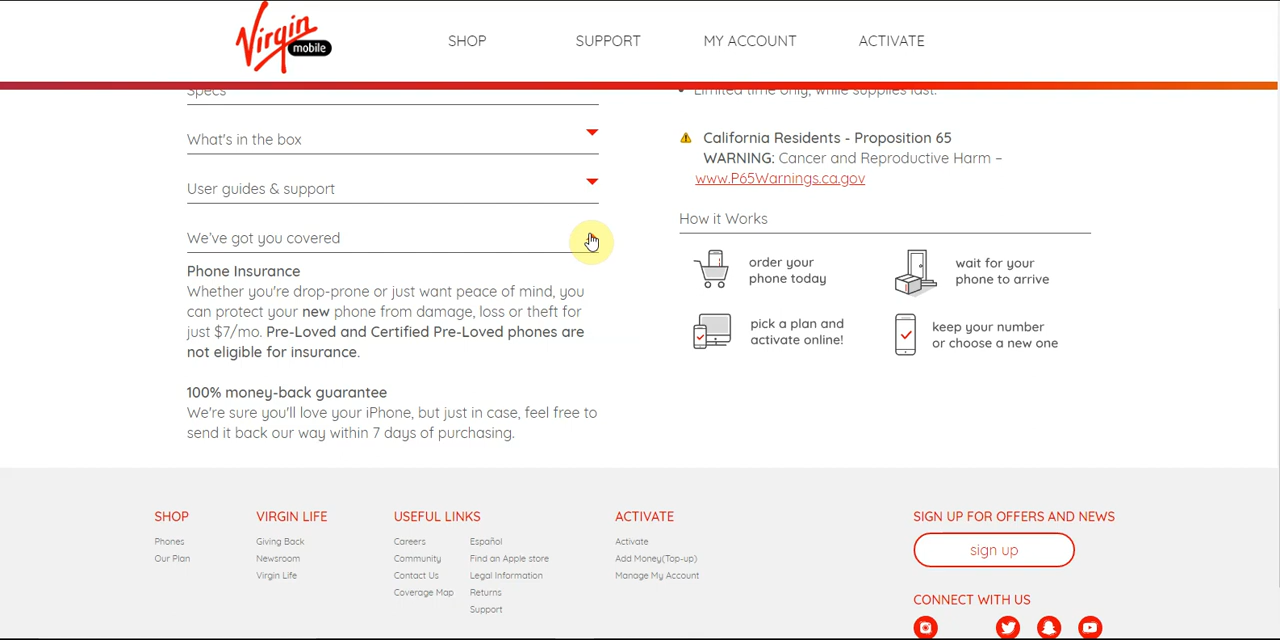 Virgin
mobile
SHOP
SUPPORT
MY ACCOUNT
ACTIVATE
Specs
What's in the box
User guides & support
We've got you covered
Phone Insurance
Whether you're drop-prone or just want peace of mind, you
can protect your new phone from damage, loss or theft for
just $7/mo. Pre-Loved and Certified Pre-Loved phones are
not eligible for insurance.
100% money-back guarantee
We're sure you'll love your iPhone, but just in case, feel free to
send it back our way within 7 days of purchasing.
Limited time only, while supplies last.
California Residents - Proposition 65
WARNING: Cancer and Reproductive Harm –
www.P65Warnings.ca.gov
How it Works
order your
phone today
wait for your
phone to arrive
pick a plan and
activate online!
keep your number
or choose a new one
SHOP
Phones
Our Plan
VIRGIN LIFE
Giving Back
Newsroom
Virgin Life
USEFUL LINKS
Careers
Community
Contact Us
Coverage Map
Español
Find an Apple store
Legal Information
Returns
Support
ACTIVATE
Activate
Add Money(Top-up)
Manage My Account
SIGN UP FOR OFFERS AND NEWS
sign up
CONNECT WITH US